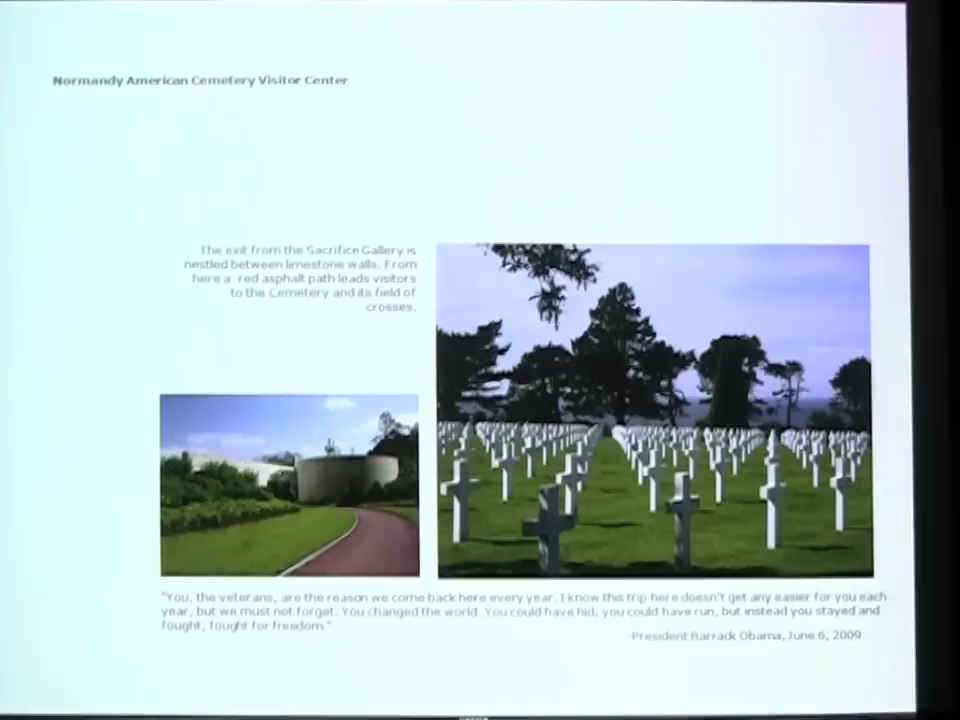 Normandy American Cemetery Visitor Center
The exit from the Sacrifice Gallery is
nestled between limestone walls. From
here a red asphalt path leads visitors
to the Cemetery and its field of
crosses.
"You, the veterans, are the reason we come back here every year. I know this trip here doesn't get any easier for you each
year, but we must not forget. You changed the world. You could have hid, you could have run, but instead you stayed and
fought, fought for freedom."
-President Barrack Obama, June 6, 2009